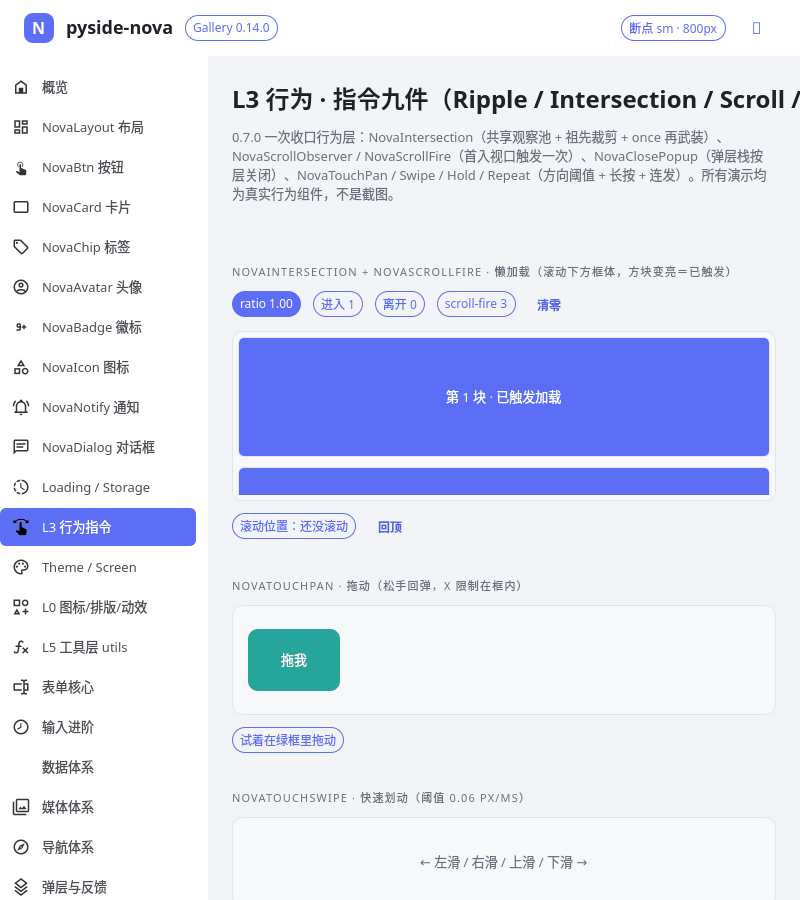 N pyside-nova Gallery 0.14.0 断点 sm · 800px
概览
NovaLayout 布局
NovaBtn 按钮
NovaCard 卡片
NovaChip 标签
NovaAvatar 头像
9+ NovaBadge 徽标
NovaIcon 图标
NovaNotify 通知
NovaDialog 对话框
Loading / Storage
L3 行为指令
Theme / Screen
L0 图标/排版/动效
L5 工具层 utils
表单核心
输入进阶
数据体系
媒体体系
导航体系
弹层与反馈
L3 行为 · 指令九件（Ripple / Intersection / Scroll /
0.7.0 一次收口行为层：NovaIntersection（共享观察池 + 祖先裁剪 + once 再武装）、
NovaScrollObserver / NovaScrollFire（首入视口触发一次）、NovaClosePopup（弹层栈按
层关闭）、NovaTouchPan / Swipe / Hold / Repeat（方向阈值 + 长按 + 连发）。所有演示均
为真实行为组件，不是截图。
NOVAINTERSECTION + NOVASCROLLFIRE · 懒加载（滚动下方框体，方块变亮＝已触发）
ratio 1.00 进入 1 离开 0 scroll-fire 3 清零
第 1 块 · 已触发加载
滚动位置：还没滚动 回顶
NOVATOUCHPAN · 拖动（松手回弹，X 限制在框内）
拖我
试着在绿框里拖动
NOVATOUCHSWIPE · 快速划动（阈值 0.06 PX/MS）
← 左滑 / 右滑 / 上滑 / 下滑 →